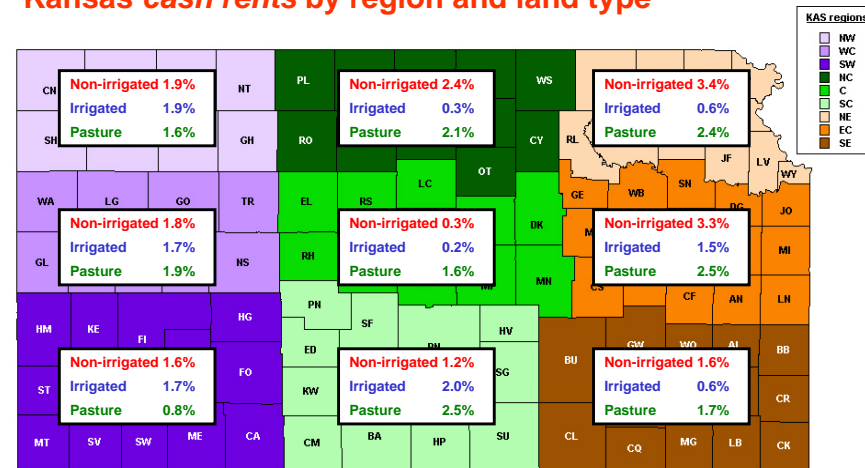 Kansas cash rents by region and land type
KAS regions
NW
WC
SW
NC
C
SC
NE
EC
SE
CN
NT
PL
WS
Non-irrigated 1.9%
Irrigated 1.9%
Pasture 1.6%
Non-irrigated 2.4%
Irrigated 0.3%
Pasture 2.1%
Non-irrigated 3.4%
Irrigated 0.6%
Pasture 2.4%
SH
GH
RO
CY
RL
JF
LV
WY
OT
WA
LG
GO
TR
EL
RS
LC
GE
WB
SN
DG
JO
DK
Non-irrigated 1.8%
Irrigated 1.7%
Pasture 1.9%
Non-irrigated 0.3%
Irrigated 0.2%
Pasture 1.6%
Non-irrigated 3.3%
Irrigated 1.5%
Pasture 2.5%
GL
NS
RH
MN
CS
CF
AN
MI
LN
PN
HM
KE
FI
HG
SF
HV
ED
BU
GW
WO
AL
BB
Non-irrigated 1.6%
Irrigated 1.7%
Pasture 0.8%
Non-irrigated 1.2%
Irrigated 2.0%
Pasture 2.5%
Non-irrigated 1.6%
Irrigated 0.6%
Pasture 1.7%
ST
FO
KW
SG
CR
MT
SV
SW
ME
CA
CM
BA
HP
SU
CL
CQ
MG
LB
CK